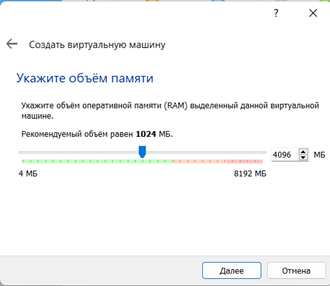 Создать виртуальную машину
Укажите объём памяти
Укажите объём оперативной памяти (RAM) выделенный данной виртуальной
машине.
Рекомендуемый объём равен 1024 МБ.
4096 МБ
4 МБ 8192 МБ
Далее Отмена